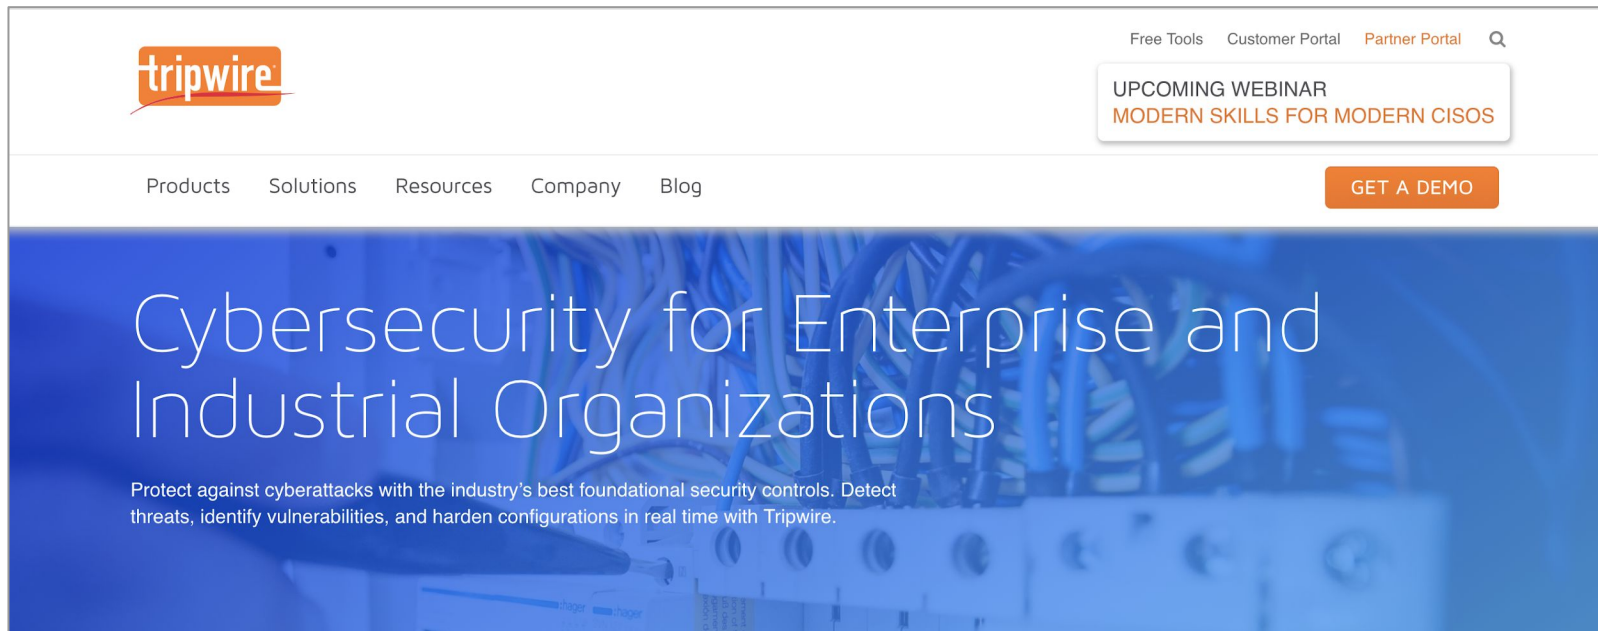 tripwire
Free Tools Customer Portal Partner Portal
UPCOMING WEBINAR
MODERN SKILLS FOR MODERN CISOS
Products Solutions Resources Company Blog
GET A DEMO
Cybersecurity for Enterprise and
Industrial Organizations
Protect against cyberattacks with the industry's best foundational security controls. Detect
threats, identify vulnerabilities, and harden configurations in real time with Tripwire.
:hager :hager